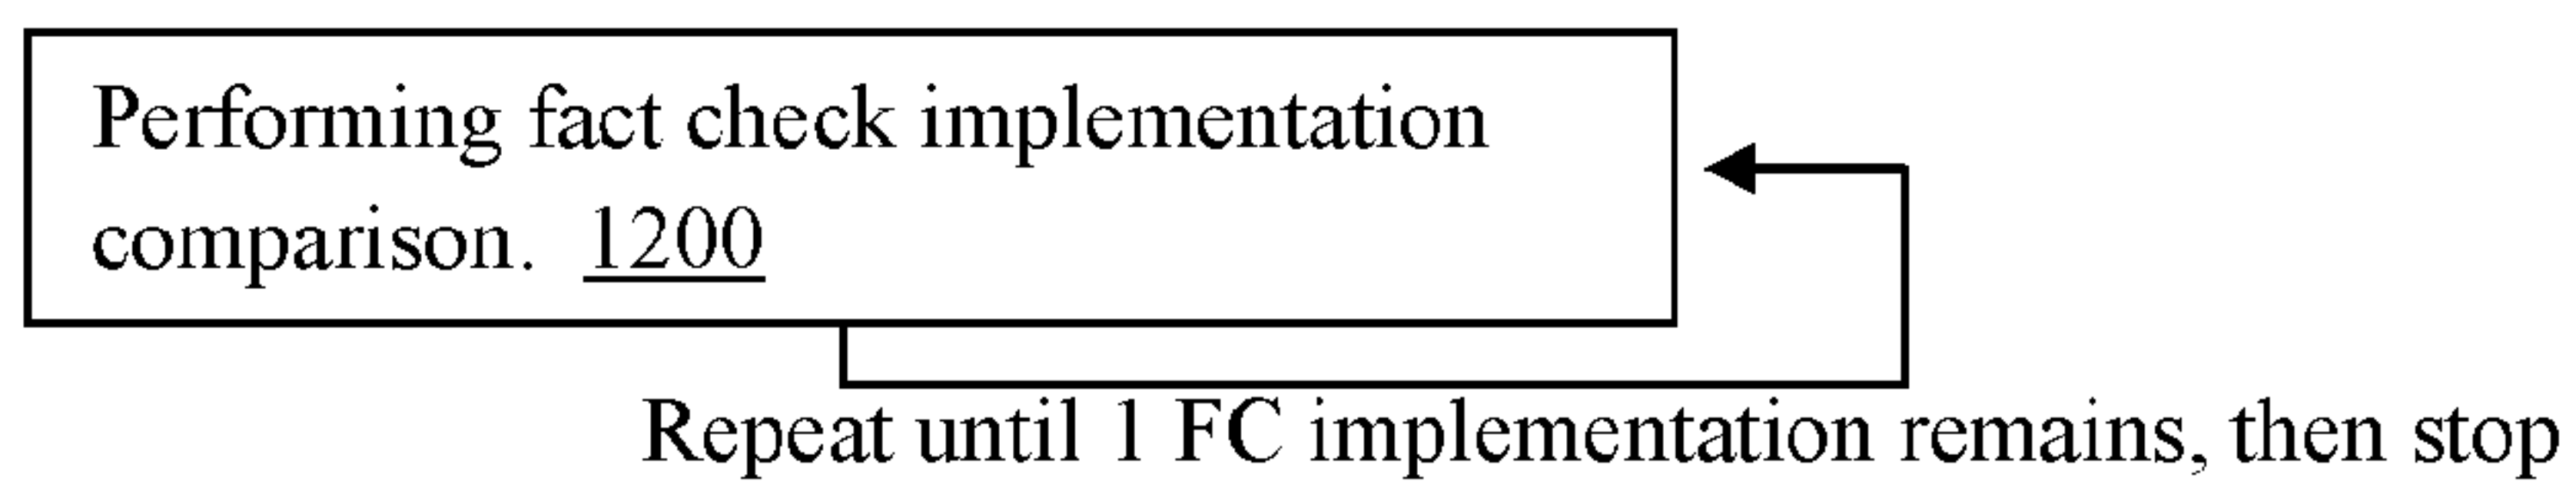 Performing fact check implementation
comparison. 1200
Repeat until 1 FC implementation remains, then stop